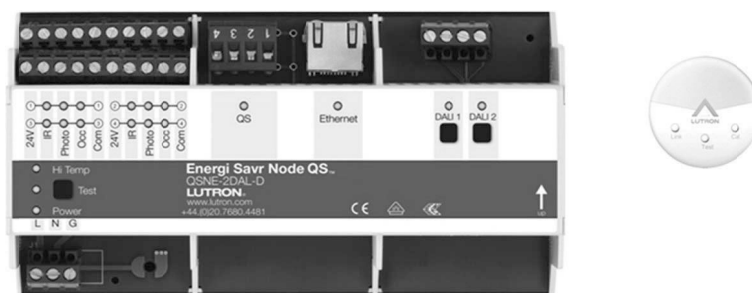 4 3 2 1
24V IR Photo Occ Com 24V IR Photo Occ Com
QS
Ethernet
DALI 1
DALI 2
Hi Temp
Test
Power
L N G
Energi Savr Node QS™
QSNE-2DAL-D
LUTRON®
www.lutron.com
+44.(0)20.7680.4481
CE
UP
LUTRON
Link
Test
Cd